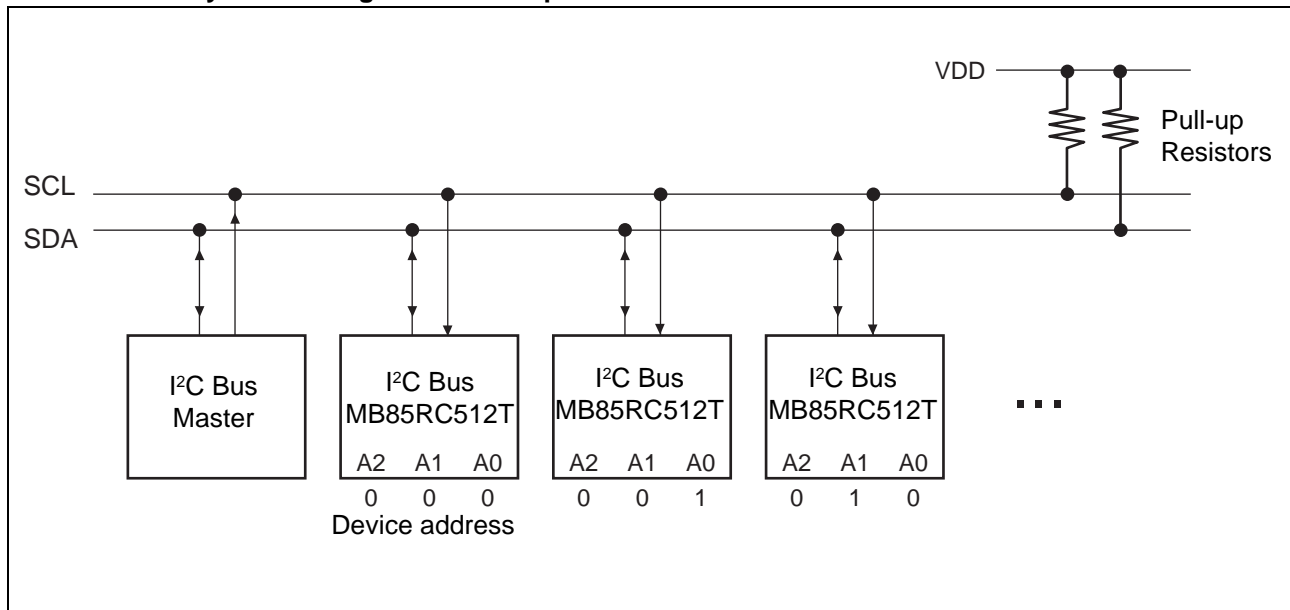 VDD
Pull-up
Resistors
SCL
SDA
I²C Bus
Master
I²C Bus
MB85RC512T
A2 A1 A0
0 0 0
Device address
I²C Bus
MB85RC512T
A2 A1 A0
0 0 1
I²C Bus
MB85RC512T
A2 A1 A0
0 1 0
...